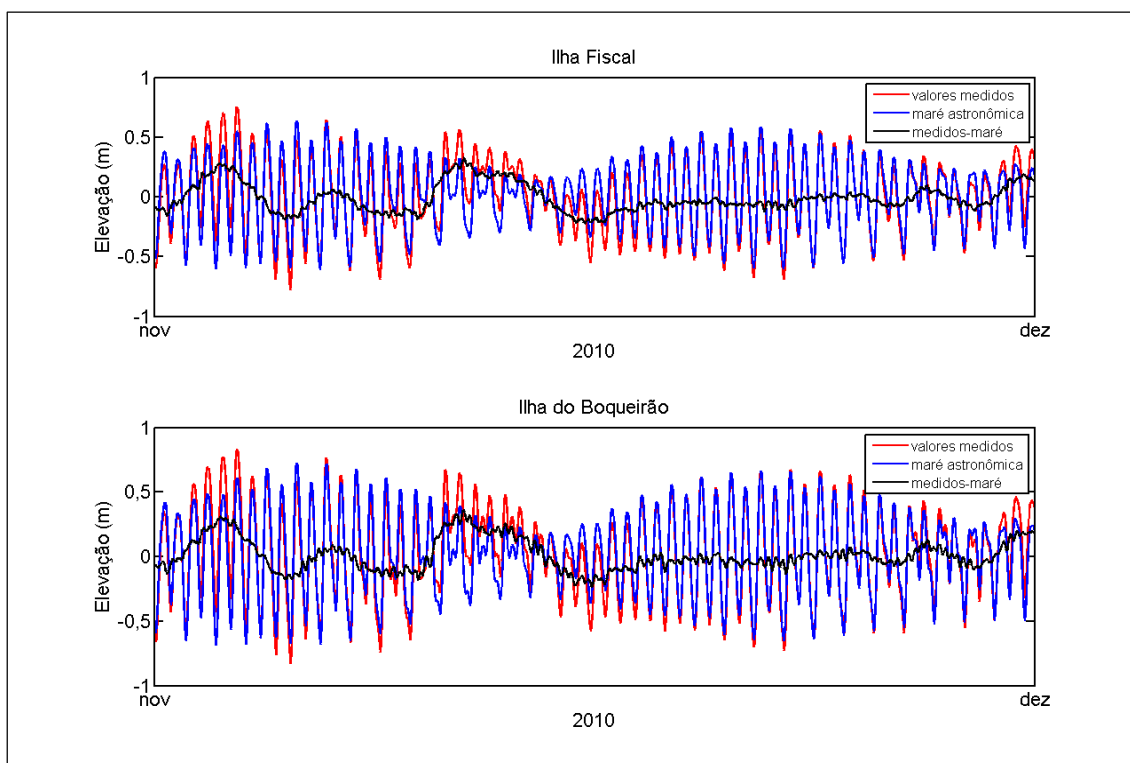 Ilha Fiscal
Elevação (m)
1
0.5
0
-0.5
-1
valores medidos
maré astronômica
medidos-maré
nov
dez
2010
Ilha do Boqueirão
Elevação (m)
1
0.5
0
-0,5
-1
valores medidos
maré astronômica
medidos-maré
nov
dez
2010